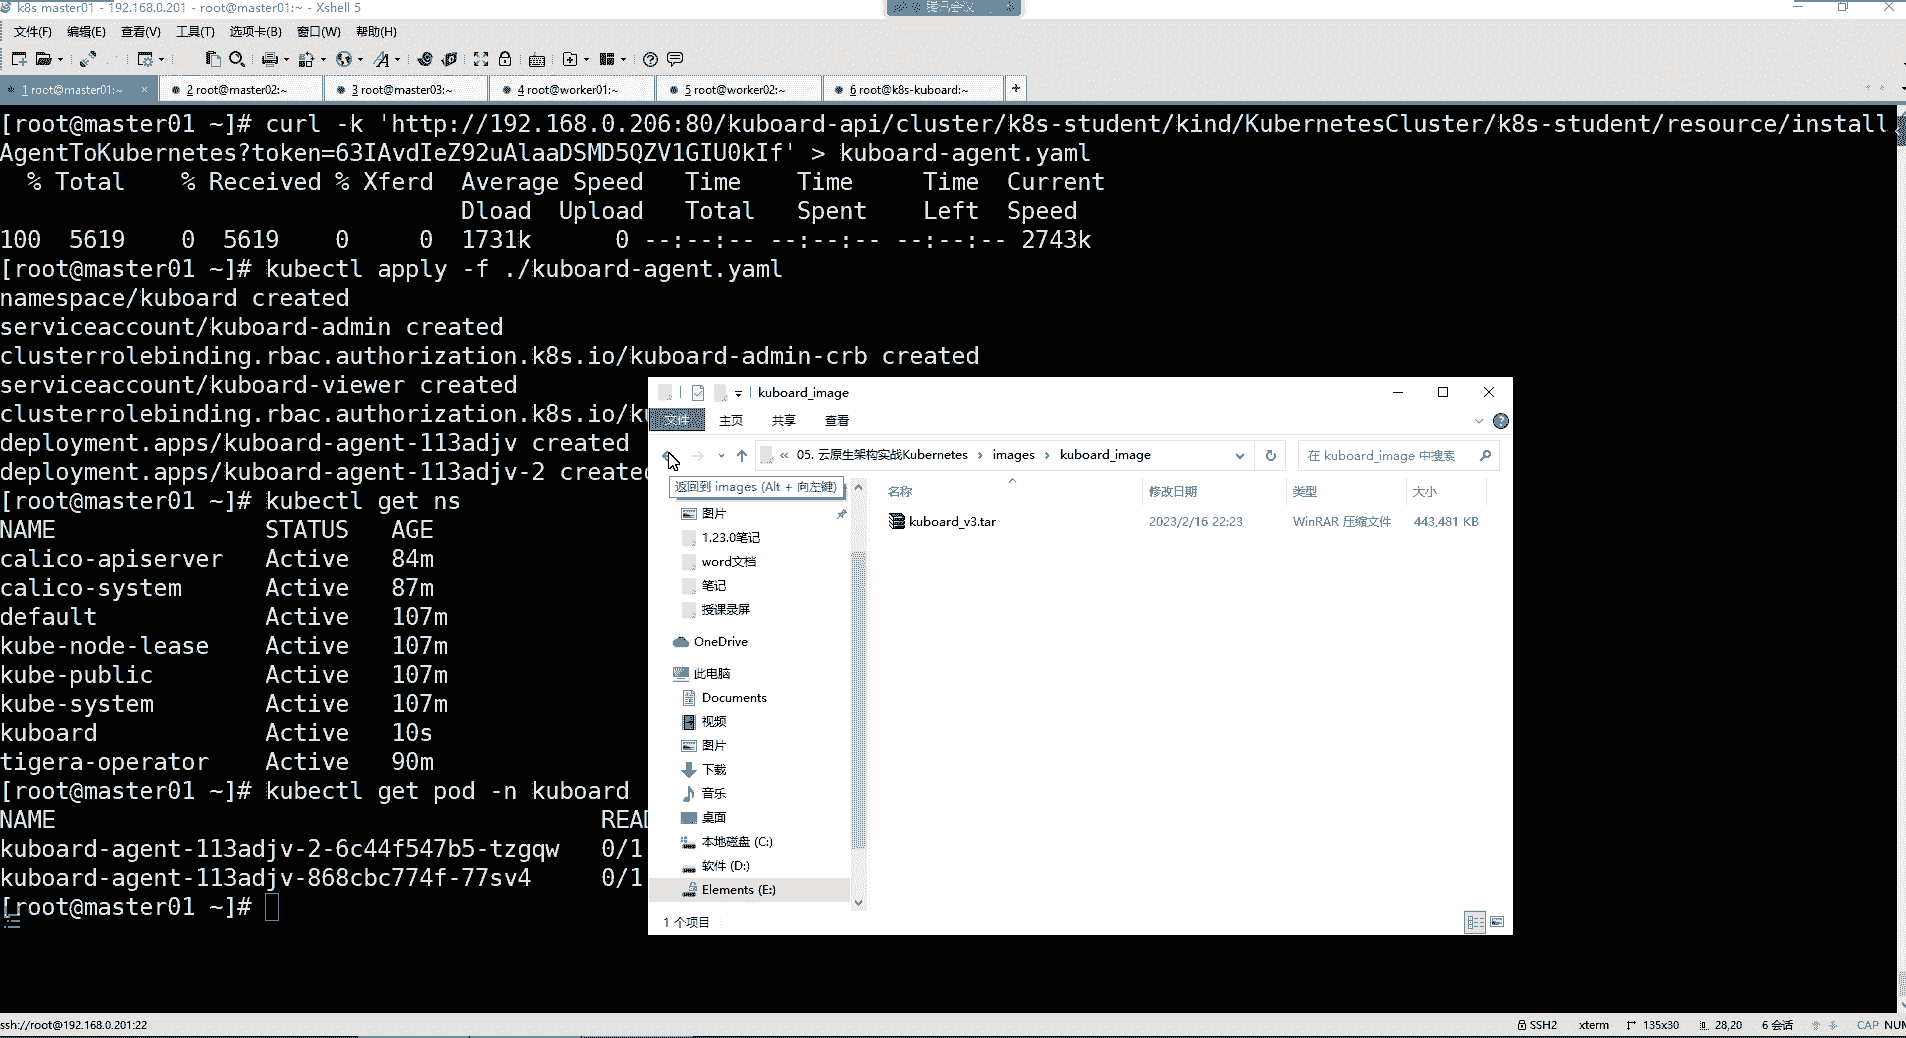 k8s master01 - 192.168.0.201 - root@master01:~ - Xshell 5
腾讯会议
文件(F) 编辑(E) 查看(V) 工具(T) 选项卡(B) 窗口(W) 帮助(H)
1 root@master01:~ × 2 root@master02:~ 3 root@master03:~ 4 root@worker01:~ 5 root@worker02:~ 6 root@k8s-kuboard:~ +
[root@master01 ~]# curl -k 'http://192.168.0.206:80/kuboard-api/cluster/k8s-student/kind/KubernetesCluster/k8s-student/resource/install
AgentToKubernetes?token=63IAvdIeZ92uAlaaDSMD5QZV1GIU0kIf' > kuboard-agent.yaml
% Total % Received % Xferd Average Speed Time Time Time Current
Dload Upload Total Spent Left Speed
100 5619 0 5619 0 0 1731k 0 --:--:-- --:--:-- --:--:-- 2743k
[root@master01 ~]# kubectl apply -f ./kuboard-agent.yaml
namespace/kuboard created
serviceaccount/kuboard-admin created
clusterrolebinding.rbac.authorization.k8s.io/kuboard-admin-crb created
serviceaccount/kuboard-viewer created
clusterrolebinding.rbac.authorization.k8s.io/ku
deployment.apps/kuboard-agent-113adjv created
deployment.apps/kuboard-agent-113adjv-2 created
[root@master01 ~]# kubectl get ns
NAME STATUS AGE
calico-apiserver Active 84m
calico-system Active 87m
default Active 107m
kube-node-lease Active 107m
kube-public Active 107m
kube-system Active 107m
kuboard Active 10s
tigera-operator Active 90m
[root@master01 ~]# kubectl get pod -n kuboard
NAME READ
kuboard-agent-113adjv-2-6c44f547b5-tzgqw 0/1
kuboard-agent-113adjv-868cbc774f-77sv4 0/1
[root@master01 ~]#
kuboard_image
文件 主页 共享 查看
« 05. 云原生架构实战Kubernetes › images › kuboard_image
在 kuboard_image 中搜索
返回到 images (Alt + 向左键)
名称 修改日期 类型 大小
kuboard_v3.tar 2023/2/16 22:23 WinRAR 压缩文件 443,481 KB
图片
1.23.0笔记
word文档
笔记
授课录屏
OneDrive
此电脑
Documents
视频
图片
下载
音乐
桌面
本地磁盘 (C:)
软件 (D:)
Elements (E:)
1 个项目
ssh://root@192.168.0.201:22 SSH2 xterm 135x30 28,20 6 会话 CAP NUM